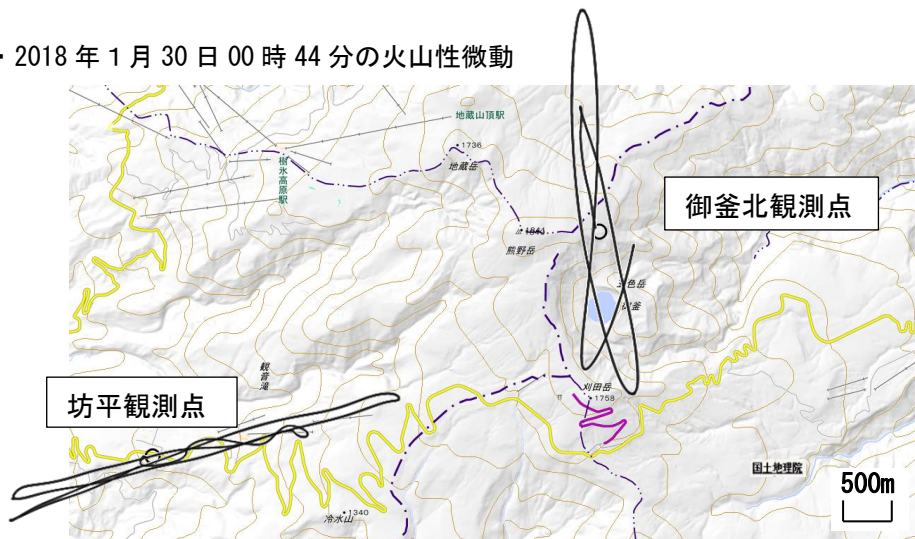 ・2018 年 1 月 30 日 00 時 44 分の火山性微動
地蔵山頂駅
・1736
地蔵岳
樹氷高原駅
御釜北観測点
熊野岳
五色岳
御釜
観音滝
坊平観測点
刈田岳
・1758
国土地理院
500m
・1340
冷水山